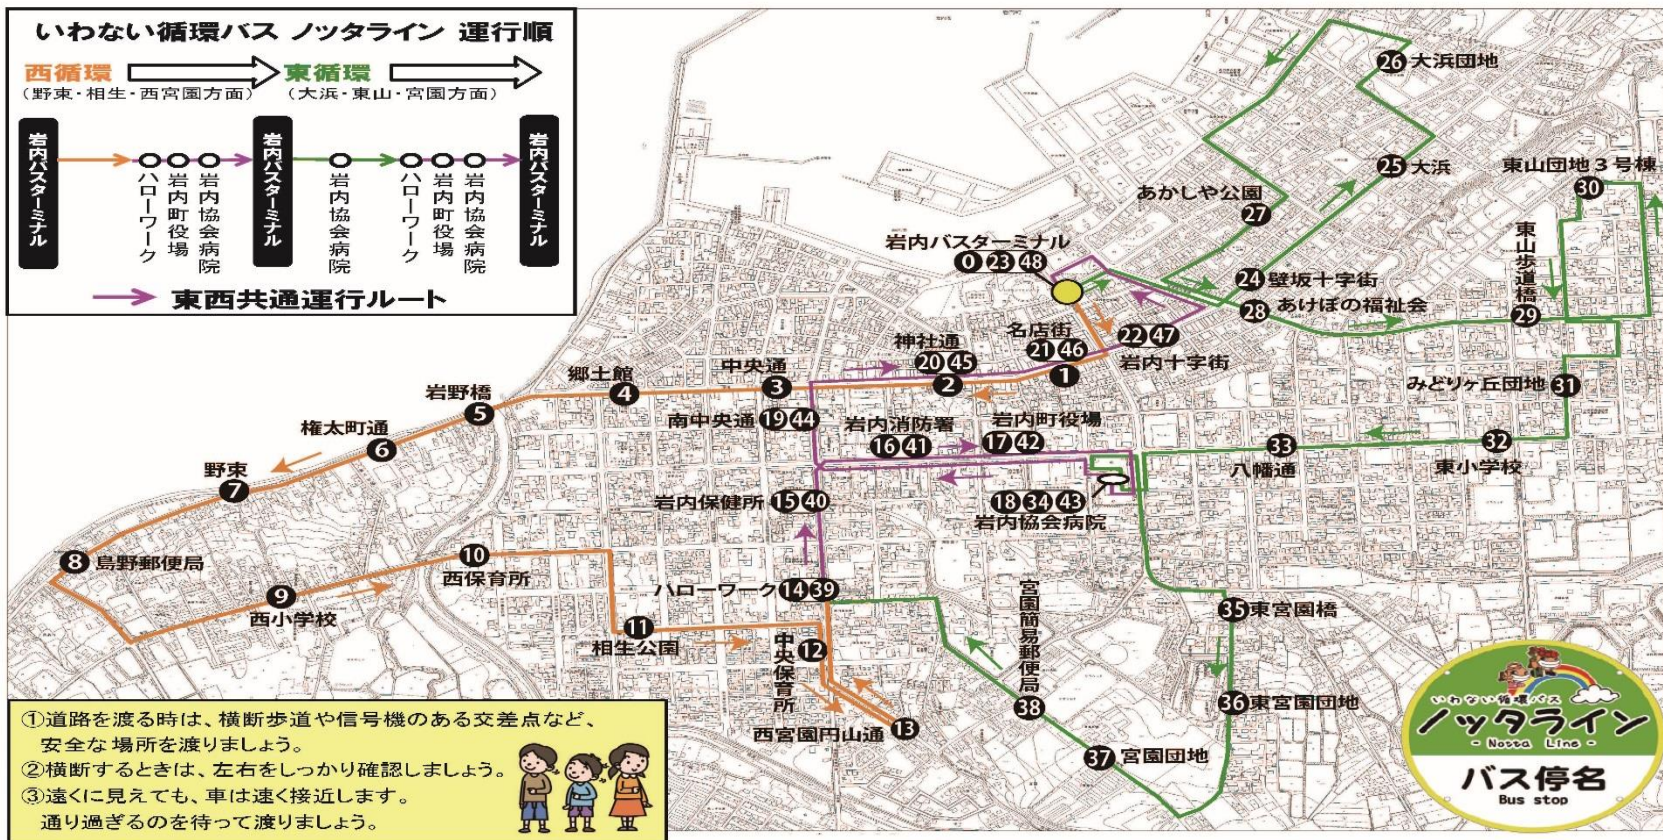 いわない循環バス ノッタライン 運行順
西循環
東循環
(野束・相生・西宮園方面)
(大浜・東山・宮園方面)
岩内バスターミナル
ハローワーク
岩内町役場
岩内協会病院
岩内バスターミナル
岩内協会病院
ハローワーク
岩内町役場
岩内協会病院
岩内バスターミナル
東西共通運行ルート
26 大浜団地
25 大浜
東山団地3号棟
30
あかしや公園
27
岩内バスターミナル
0 23 48
24 壁坂十字街
28 あけぼの福祉会
東山歩道橋
29
名店街
21 46
1
22 47
岩内十字街
神社通
20 45
2
中央通
3
郷土館
4
岩野橋
5
権太町通
6
野束
7
8 島野郵便局
9
西小学校
10
西保育所
11
相生公園
中央保育所
12
西宮園円山通
13
ハローワーク 14 39
岩内保健所 15 40
南中央通 19 44
岩内消防署
16 41
岩内町役場
17 42
18 34 43
岩内協会病院
みどりヶ丘団地 31
32
東小学校
33
八幡通
35 東宮園橋
36 東宮園団地
37 宮園団地
宮園簡易郵便局
38
①道路を渡る時は、横断歩道や信号機のある交差点など、
安全な場所を渡りましょう。
②横断するときは、左右をしっかり確認しましょう。
③遠くに見えても、車は速く接近します。
通り過ぎるのを待って渡りましょう。
いわない循環バス
ノッタライン
- Nossa Line -
バス停名
Bus stop